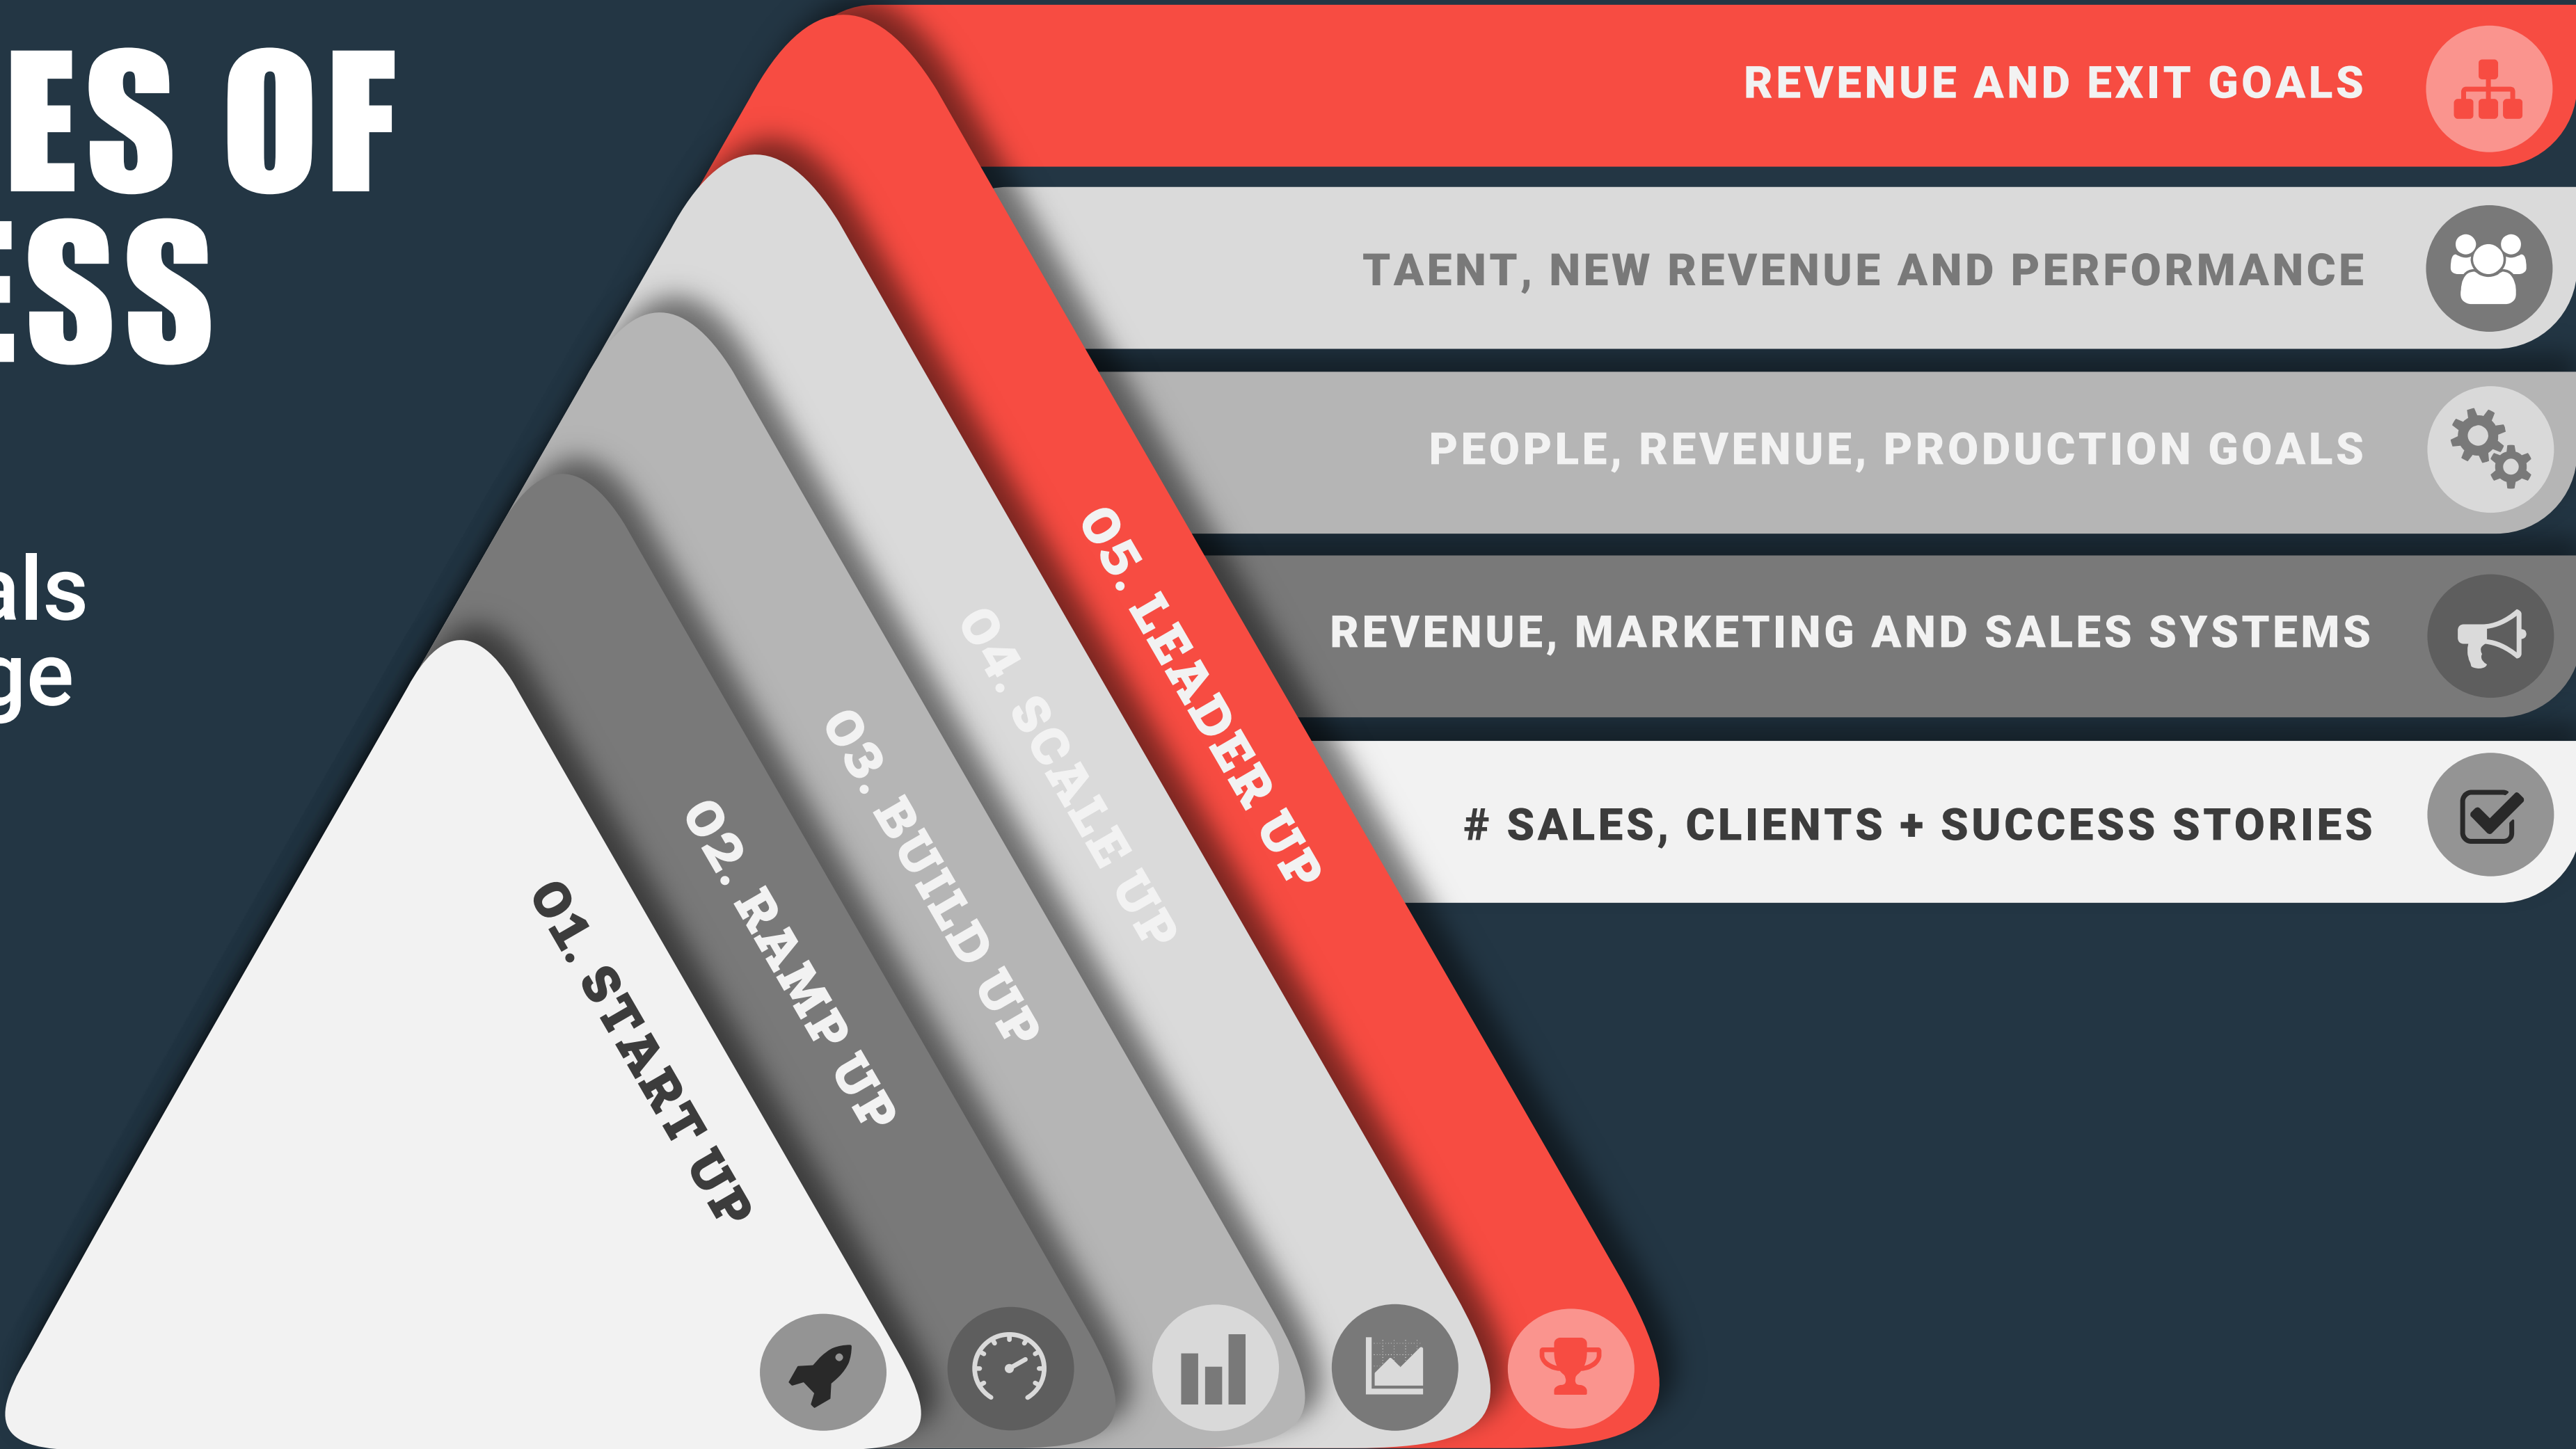 ES OF
ESS
als
ge
REVENUE AND EXIT GOALS
TAENT, NEW REVENUE AND PERFORMANCE
PEOPLE, REVENUE, PRODUCTION GOALS
REVENUE, MARKETING AND SALES SYSTEMS
# SALES, CLIENTS + SUCCESS STORIES
05. LEADER UP
04. SCALE UP
03. BUILD UP
02. RAMP UP
01. START UP